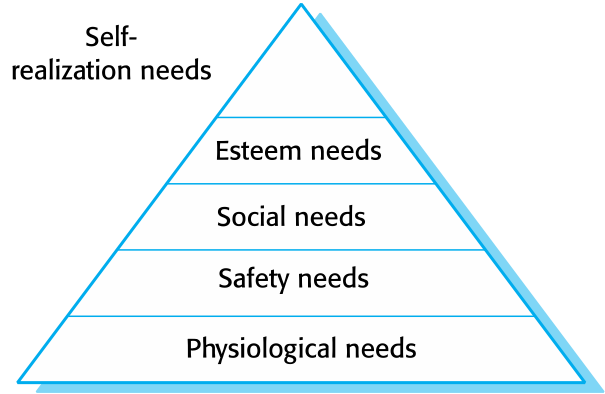 Self-
realization needs
Esteem needs
Social needs
Safety needs
Physiological needs